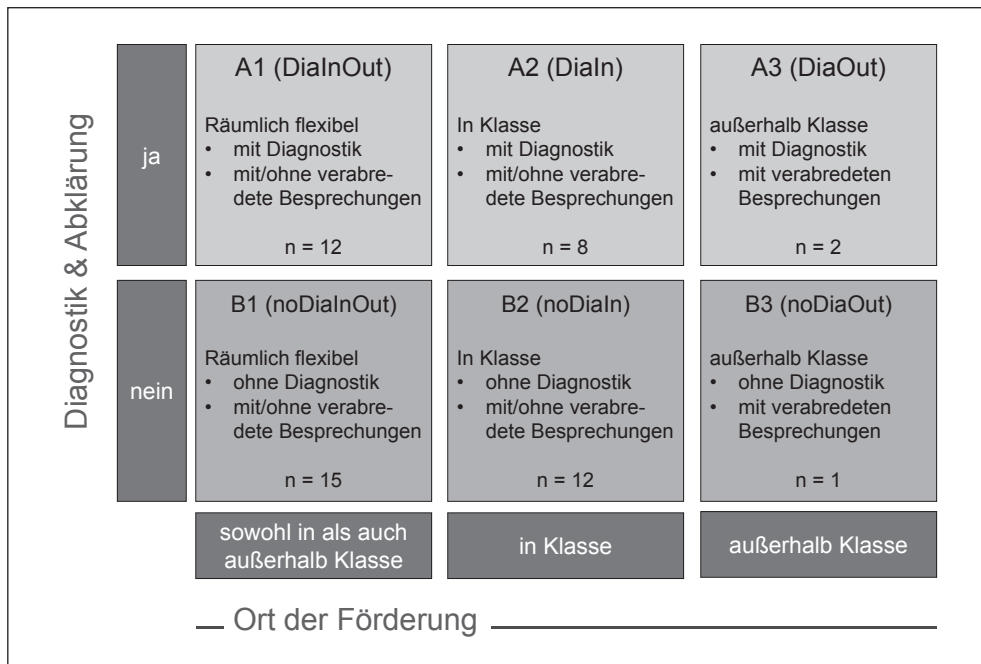 Diagnostik & Abklärung
ja
A1 (DiaInOut)
Räumlich flexibel
• mit Diagnostik
• mit/ohne verabre-
dete Besprechungen
n = 12
A2 (DiaIn)
In Klasse
• mit Diagnostik
• mit/ohne verabre-
dete Besprechungen
n = 8
A3 (DiaOut)
außerhalb Klasse
• mit Diagnostik
• mit verabredeten
Besprechungen
n = 2
nein
B1 (noDiaInOut)
Räumlich flexibel
• ohne Diagnostik
• mit/ohne verabre-
dete Besprechungen
n = 15
B2 (noDiaIn)
In Klasse
• ohne Diagnostik
• mit/ohne verabre-
dete Besprechungen
n = 12
B3 (noDiaOut)
außerhalb Klasse
• ohne Diagnostik
• mit verabredeten
Besprechungen
n = 1
sowohl in als auch
außerhalb Klasse
in Klasse
außerhalb Klasse
Ort der Förderung